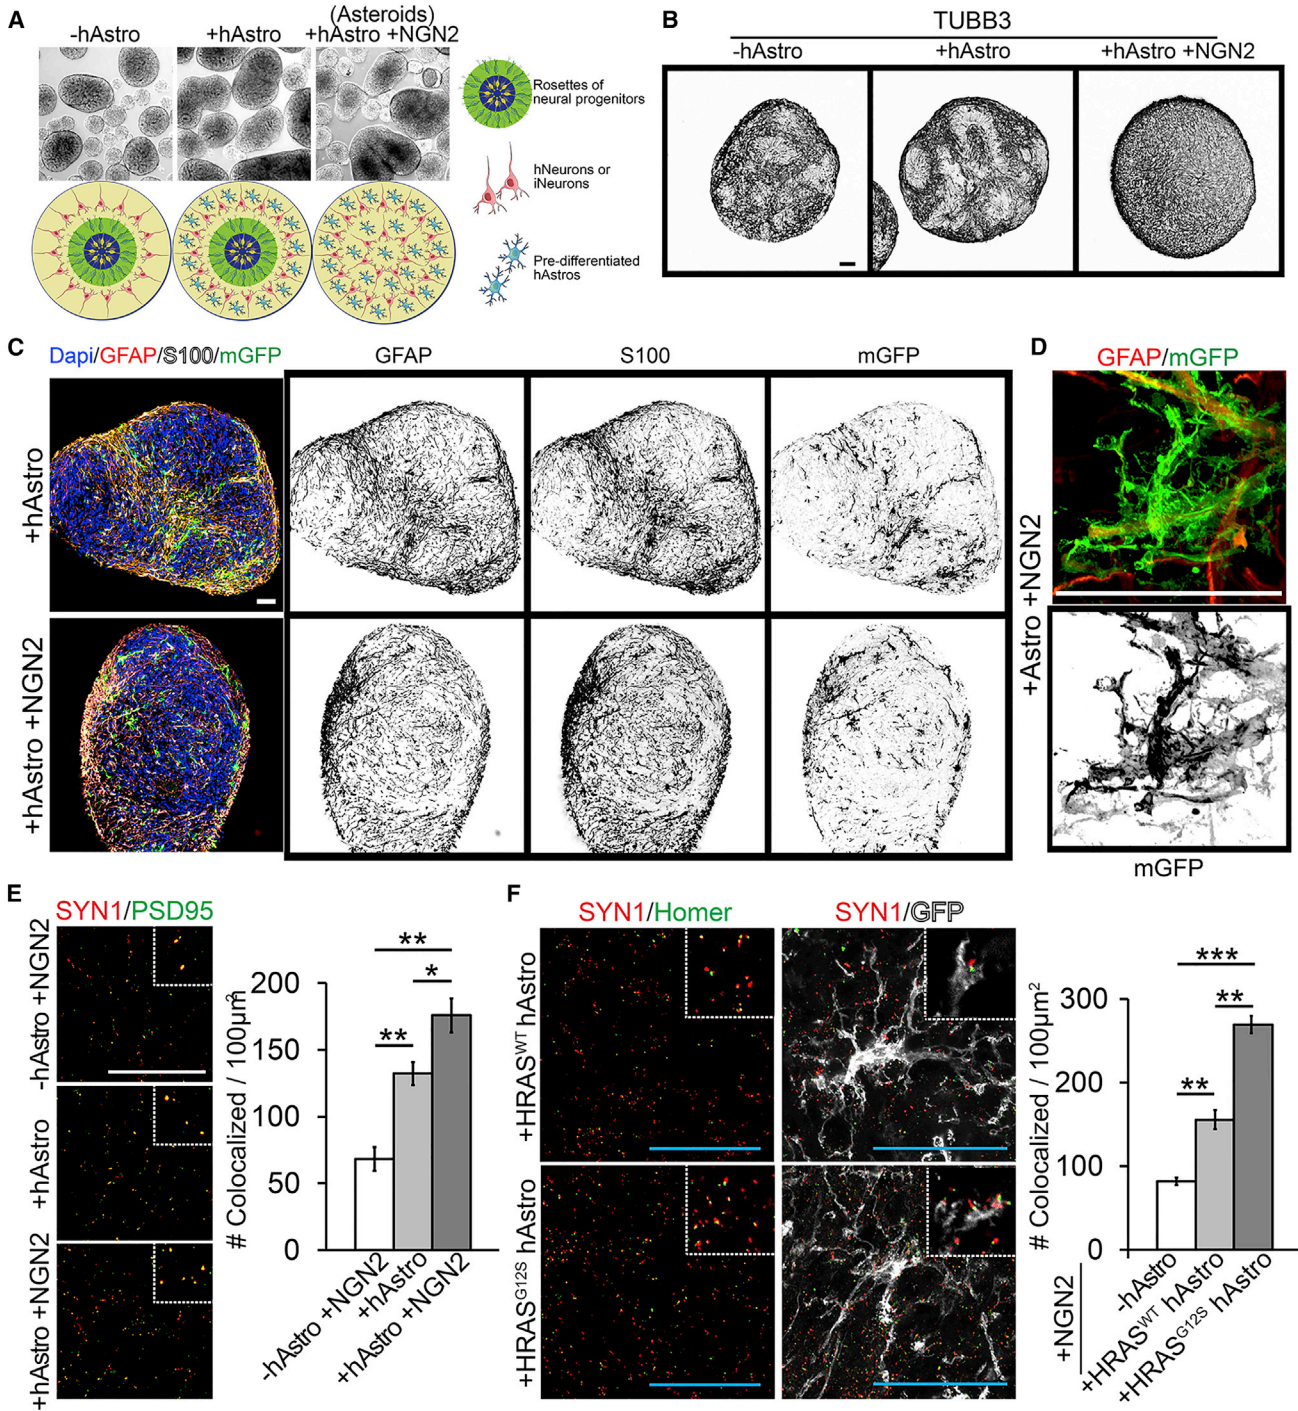 A
-hAstro
+hAstro
(Asteroids)
+hAstro +NGN2
Rosettes of
neural progenitors
hNeurons or
iNeurons
Pre-differentiated
hAstros
B
TUBB3
-hAstro
+hAstro
+hAstro +NGN2
C
Dapi/GFAP/S100/mGFP
GFAP
S100
mGFP
+hAstro
+hAstro +NGN2
D
GFAP/mGFP
+Astro +NGN2
mGFP
E
SYN1/PSD95
-hAstro +NGN2
+hAstro
+hAstro +NGN2
# Colocalized / 100µm²
200
150
100
50
0
**
*
**
-hAstro +NGN2
+hAstro
+hAstro +NGN2
F
SYN1/Homer
SYN1/GFP
+HRAS^WT hAstro
+HRAS^G12S hAstro
# Colocalized / 100µm²
300
200
100
0
***
**
**
+NGN2
-hAstro
+HRAS^WT hAstro
+HRAS^G12S hAstro